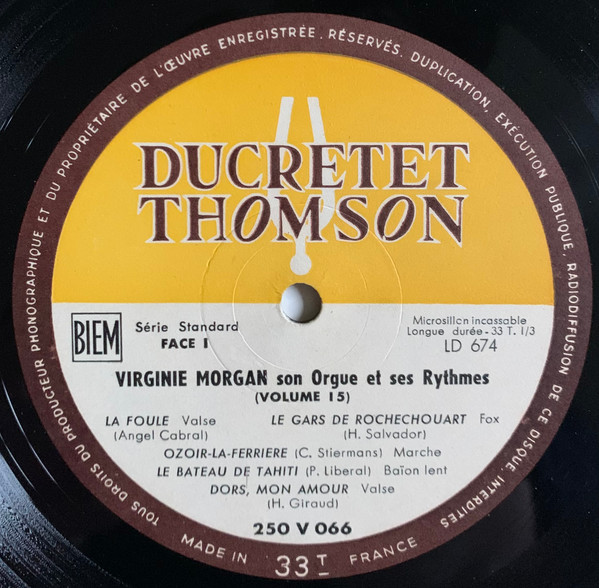 TOUS DROITS DU PRODUCTEUR PHONOGRAPHIQUE ET DU PROPRIÉTAIRE DE L'ŒUVRE ENREGISTRÉE, RÉSERVÉS. DUPLICATION, EXÉCUTION PUBLIQUE, RADIODIFFUSION DE CE DISQUE, INTERDITES
DUCRETET
THOMSON
BIEM
Série Standard
FACE I
Microsillon incassable
Longue durée - 33 T. 1/3
LD 674
VIRGINIE MORGAN son Orgue et ses Rythmes
(VOLUME 15)
LA FOULE Valse
(Angel Cabral)
LE GARS DE ROCHECHOUART Fox
(H. Salvador)
OZOIR-LA-FERRIERE (C. Stiermans) Marche
LE BATEAU DE TAHITI (P. Liberal) Baïon lent
DORS, MON AMOUR Valse
(H. Giraud)
250 V 066
MADE IN 33T FRANCE